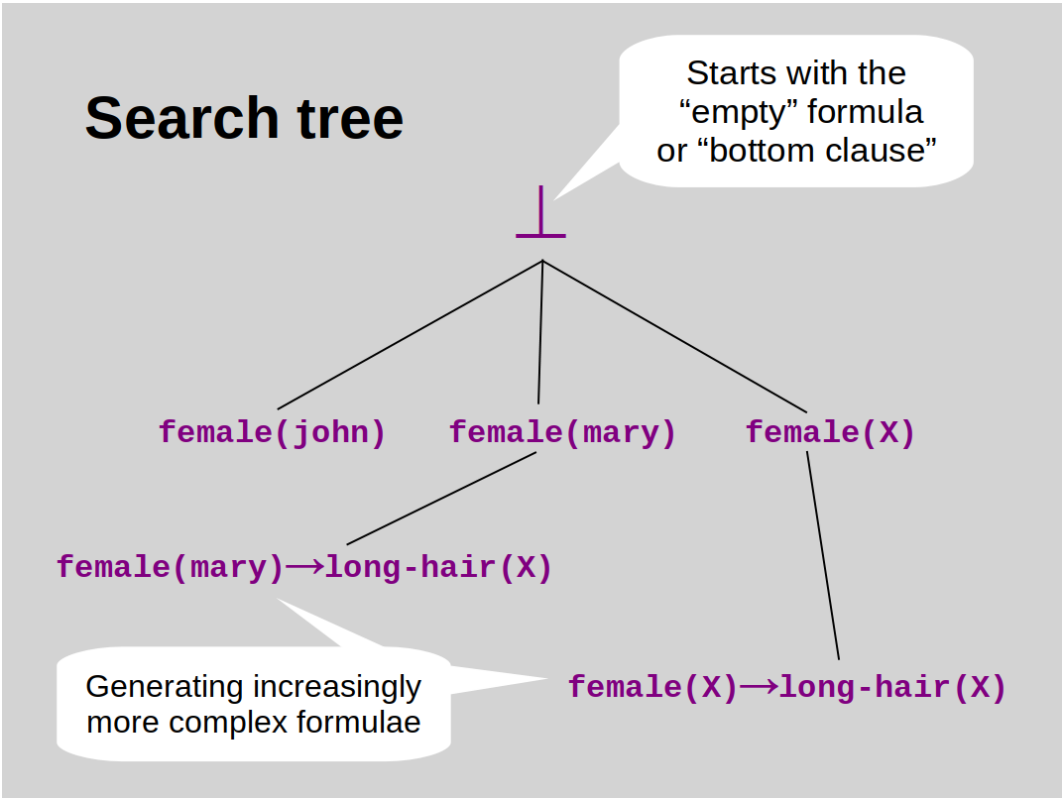 Search tree
Starts with the
“empty” formula
or “bottom clause”
⊥
female(john) female(mary) female(X)
female(mary)→long-hair(X)
Generating increasingly
more complex formulae
female(X)→long-hair(X)